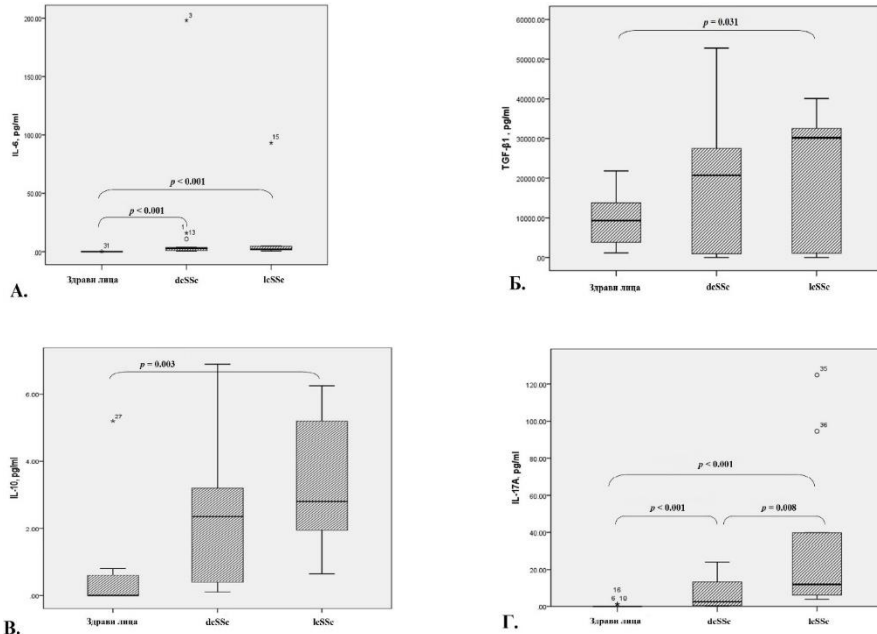 200.00
150.00
100.00
50.00
.00
IL-6, pg/ml
3
15
p < 0.001
p < 0.001
1
13
31
Здрави лица
dcSSc
lcSSc
А.
60000.00
50000.00
40000.00
30000.00
20000.00
10000.00
.00
TGF-β1 , pg/ml
p = 0.031
Здрави лица
dcSSc
lcSSc
Б.
6.00
4.00
2.00
.00
IL-10, pg/ml
p = 0.003
27
Здрави лица
dcSSc
lcSSc
В.
120.00
100.00
80.00
60.00
40.00
20.00
.00
IL-17A, pg/ml
35
36
p < 0.001
p < 0.001
p = 0.008
16
6 10
Здрави лица
dcSSc
lcSSc
Г.